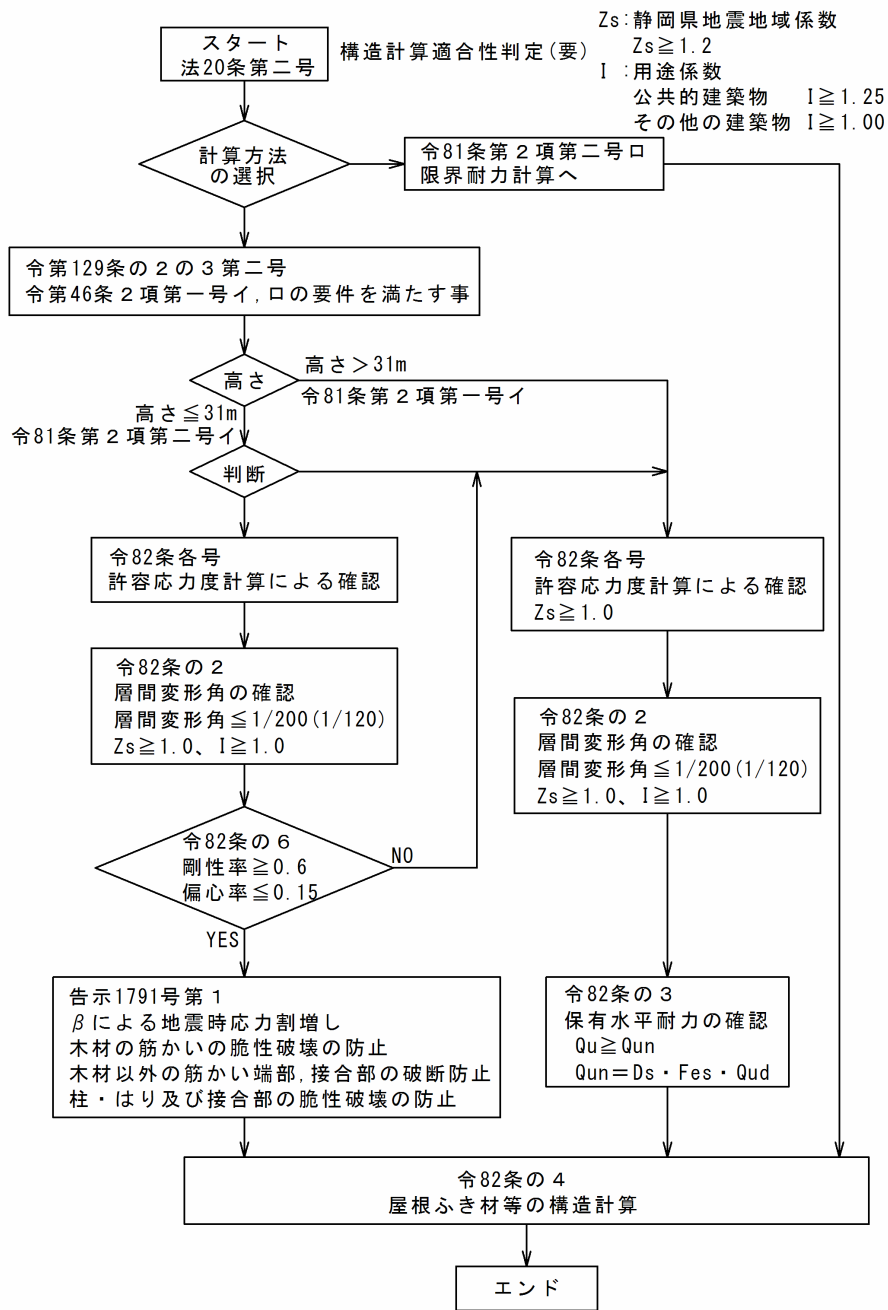 スタート
法20条第二号
構造計算適合性判定(要)
Zs:静岡県地震地域係数
Zs≧1.2
I :用途係数
公共的建築物 I≧1.25
その他の建築物 I≧1.00
計算方法
の選択
令81条第2項第二号ロ
限界耐力計算へ
令第129条の2の3第二号
令第46条2項第一号イ,ロの要件を満たす事
高さ
高さ>31m
令81条第2項第一号イ
高さ≦31m
令81条第2項第二号イ
判断
令82条各号
許容応力度計算による確認
令82条各号
許容応力度計算による確認
Zs≧1.0
令82条の2
層間変形角の確認
層間変形角≦1/200(1/120)
Zs≧1.0、I≧1.0
令82条の2
層間変形角の確認
層間変形角≦1/200(1/120)
Zs≧1.0、I≧1.0
令82条の6
剛性率≧0.6
偏心率≦0.15
NO
YES
告示1791号第1
βによる地震時応力割増し
木材の筋かいの脆性破壊の防止
木材以外の筋かい端部,接合部の破断防止
柱・はり及び接合部の脆性破壊の防止
令82条の3
保有水平耐力の確認
Qu≧Qun
Qun=Ds・Fes・Qud
令82条の4
屋根ふき材等の構造計算
エンド